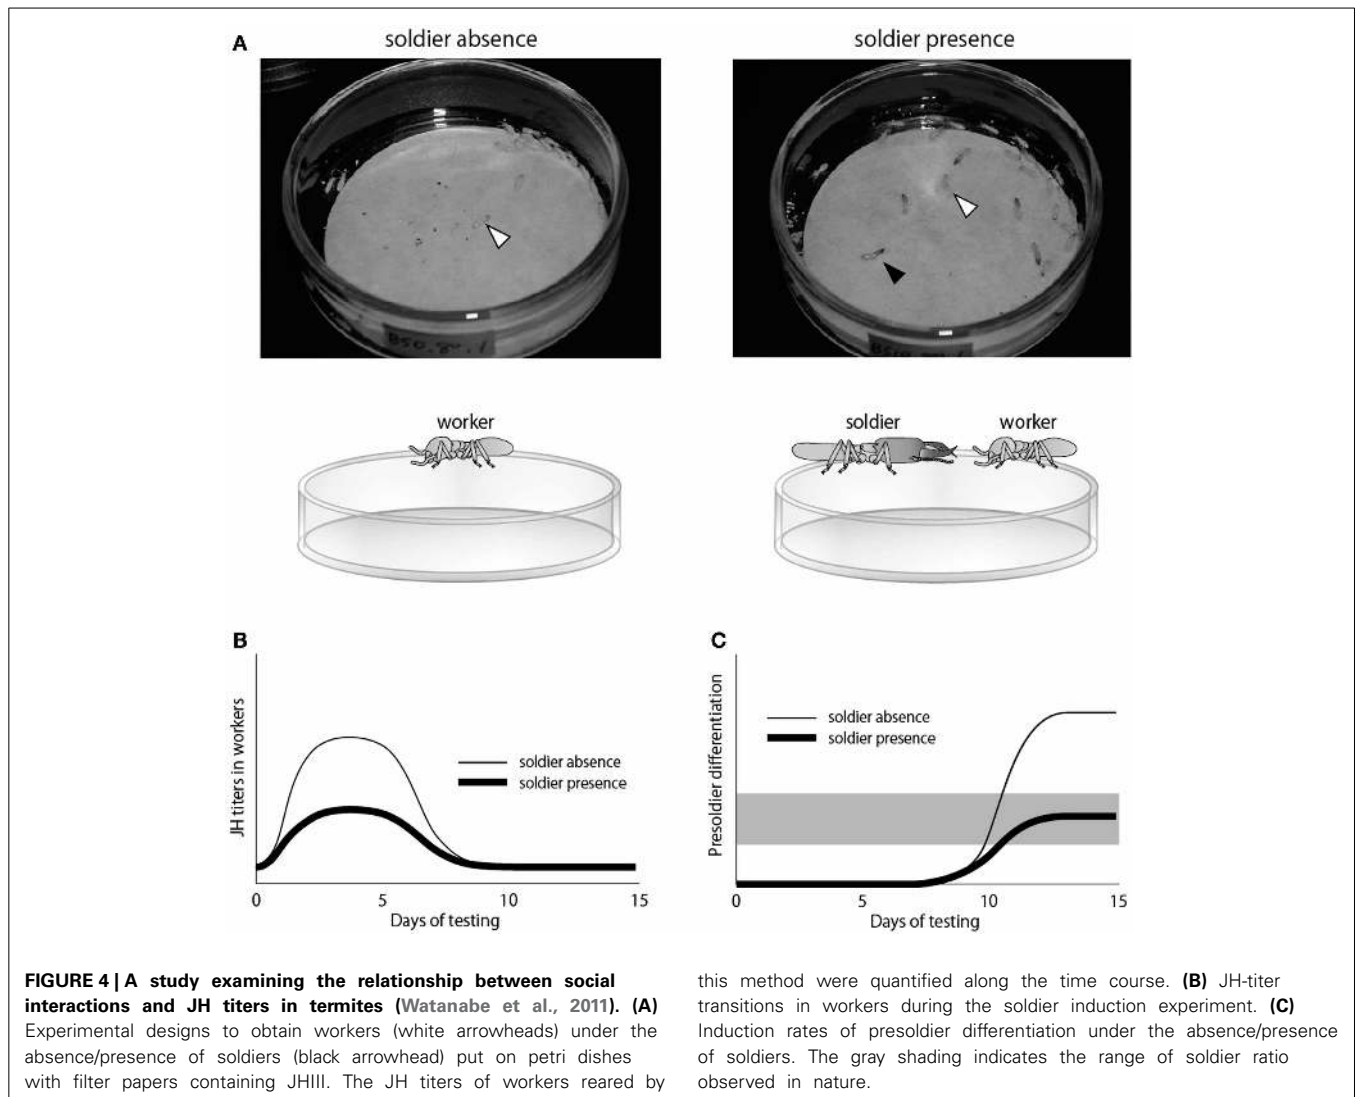 A
soldier absence
soldier presence
worker
soldier
worker
B
JH titers in workers
soldier absence
soldier presence
0
5
10
15
Days of testing
C
Presoldier differentiation
soldier absence
soldier presence
0
5
10
15
Days of testing
FIGURE 4 | A study examining the relationship between social
interactions and JH titers in termites (Watanabe et al., 2011). (A)
Experimental designs to obtain workers (white arrowheads) under the
absence/presence of soldiers (black arrowhead) put on petri dishes
with filter papers containing JHIII. The JH titers of workers reared by
this method were quantified along the time course. (B) JH-titer
transitions in workers during the soldier induction experiment. (C)
Induction rates of presoldier differentiation under the absence/presence
of soldiers. The gray shading indicates the range of soldier ratio
observed in nature.